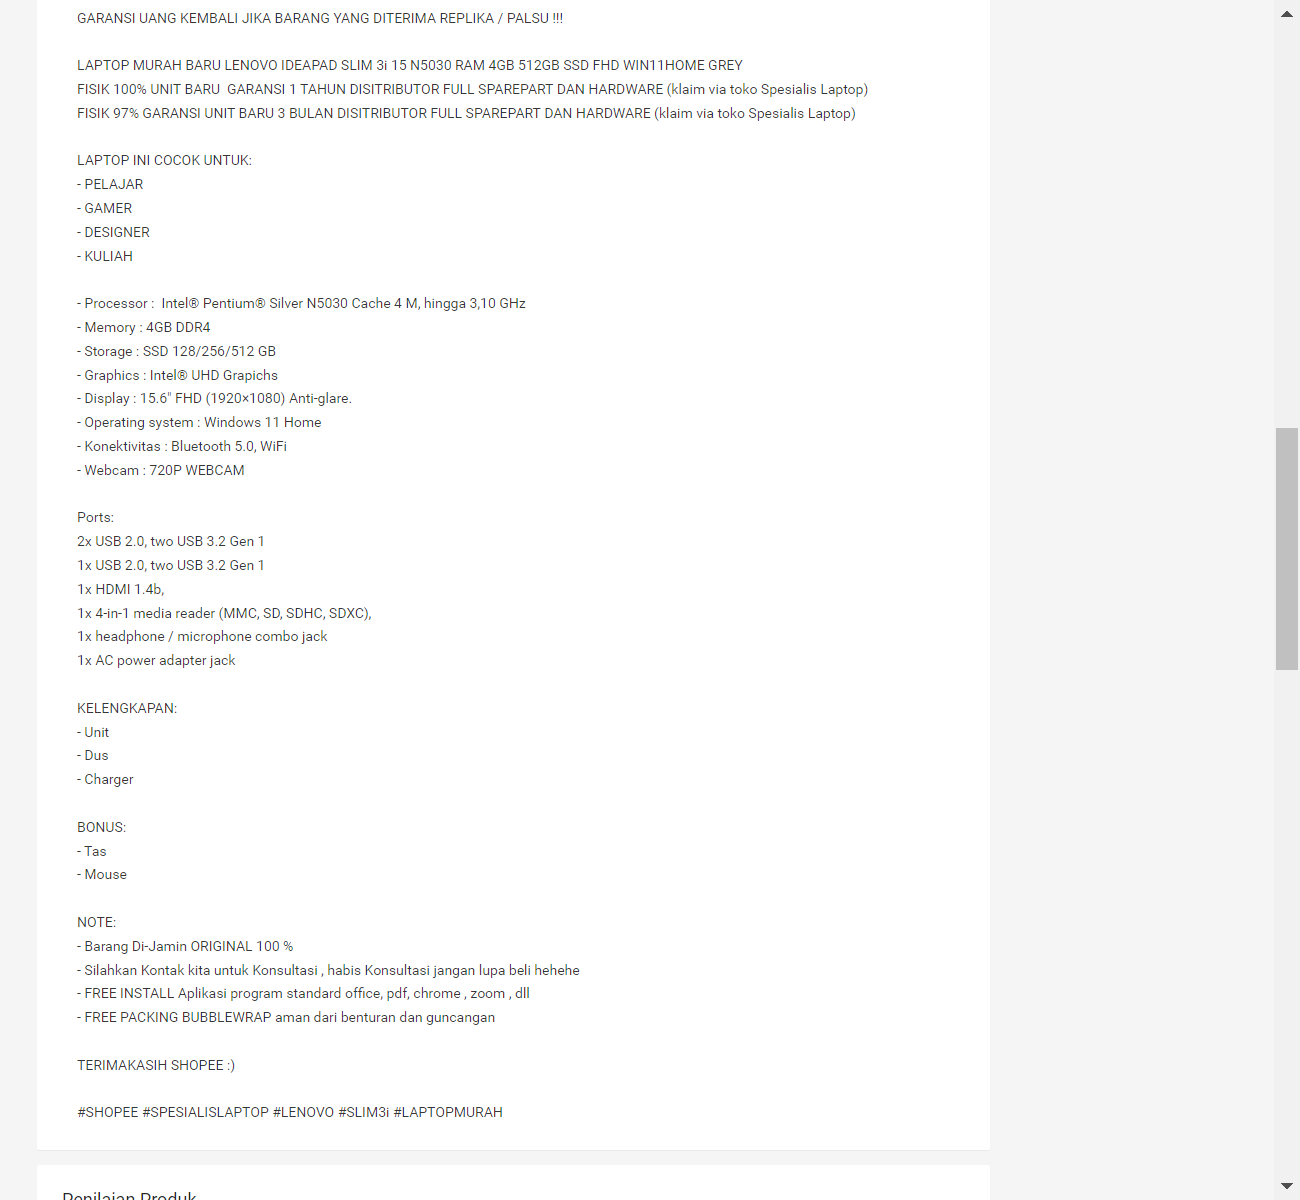 GARANSI UANG KEMBALI JIKA BARANG YANG DITERIMA REPLIKA / PALSU !!!
LAPTOP MURAH BARU LENOVO IDEAPAD SLIM 3i 15 N5030 RAM 4GB 512GB SSD FHD WIN11HOME GREY
FISIK 100% UNIT BARU  GARANSI 1 TAHUN DISITRIBUTOR FULL SPAREPART DAN HARDWARE (klaim via toko Spesialis Laptop)
FISIK 97% GARANSI UNIT BARU 3 BULAN DISITRIBUTOR FULL SPAREPART DAN HARDWARE (klaim via toko Spesialis Laptop)
LAPTOP INI COCOK UNTUK:
- PELAJAR
- GAMER
- DESIGNER
- KULIAH
- Processor :  Intel® Pentium® Silver N5030 Cache 4 M, hingga 3,10 GHz
- Memory : 4GB DDR4
- Storage : SSD 128/256/512 GB
- Graphics : Intel® UHD Grapichs
- Display : 15.6" FHD (1920×1080) Anti-glare.
- Operating system : Windows 11 Home
- Konektivitas : Bluetooth 5.0, WiFi
- Webcam : 720P WEBCAM
Ports:
2x USB 2.0, two USB 3.2 Gen 1
1x USB 2.0, two USB 3.2 Gen 1
1x HDMI 1.4b,
1x 4-in-1 media reader (MMC, SD, SDHC, SDXC),
1x headphone / microphone combo jack
1x AC power adapter jack
KELENGKAPAN:
- Unit
- Dus
- Charger
BONUS:
- Tas
- Mouse
NOTE:
- Barang Di-Jamin ORIGINAL 100 %
- Silahkan Kontak kita untuk Konsultasi , habis Konsultasi jangan lupa beli hehehe
- FREE INSTALL Aplikasi program standard office, pdf, chrome , zoom , dll
- FREE PACKING BUBBLEWRAP aman dari benturan dan guncangan
TERIMAKASIH SHOPEE :)
#SHOPEE #SPESIALISLAPTOP #LENOVO #SLIM3i #LAPTOPMURAH
Penilaian Produk